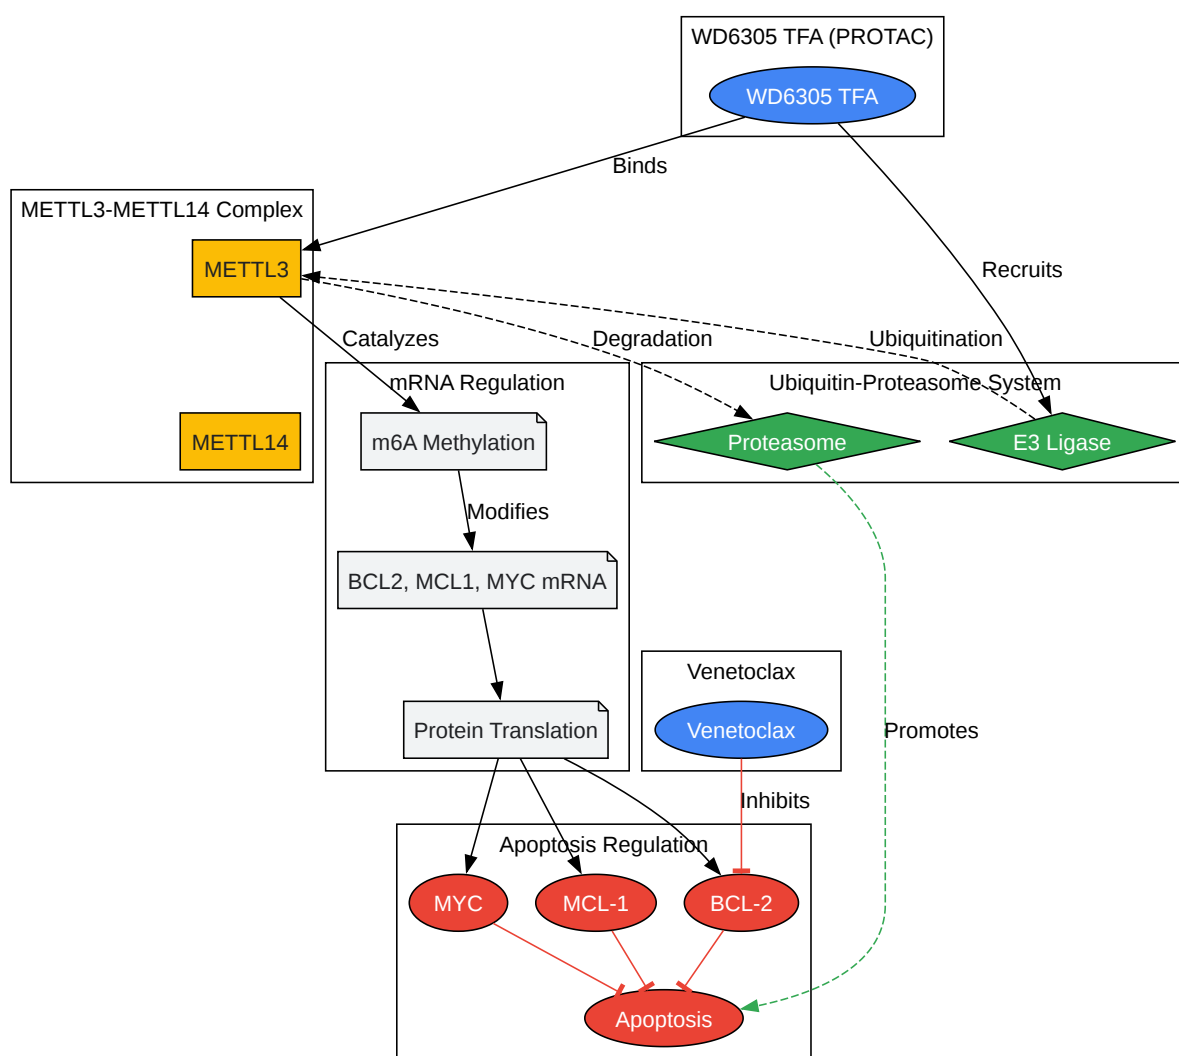 WD6305 TFA (PROTAC)
WD6305 TFA
Binds
METTL3-METTL14 Complex
METTL3
Recruits
Catalyzes
Degradation
Ubiquitination
mRNA Regulation
Ubiquitin-Proteasome System
METTL14
m6A Methylation
Proteasome
E3 Ligase
Modifies
BCL2, MCL1, MYC mRNA
Venetoclax
Protein Translation
Venetoclax
Promotes
Inhibits
Apoptosis Regulation
MYC
MCL-1
BCL-2
Apoptosis